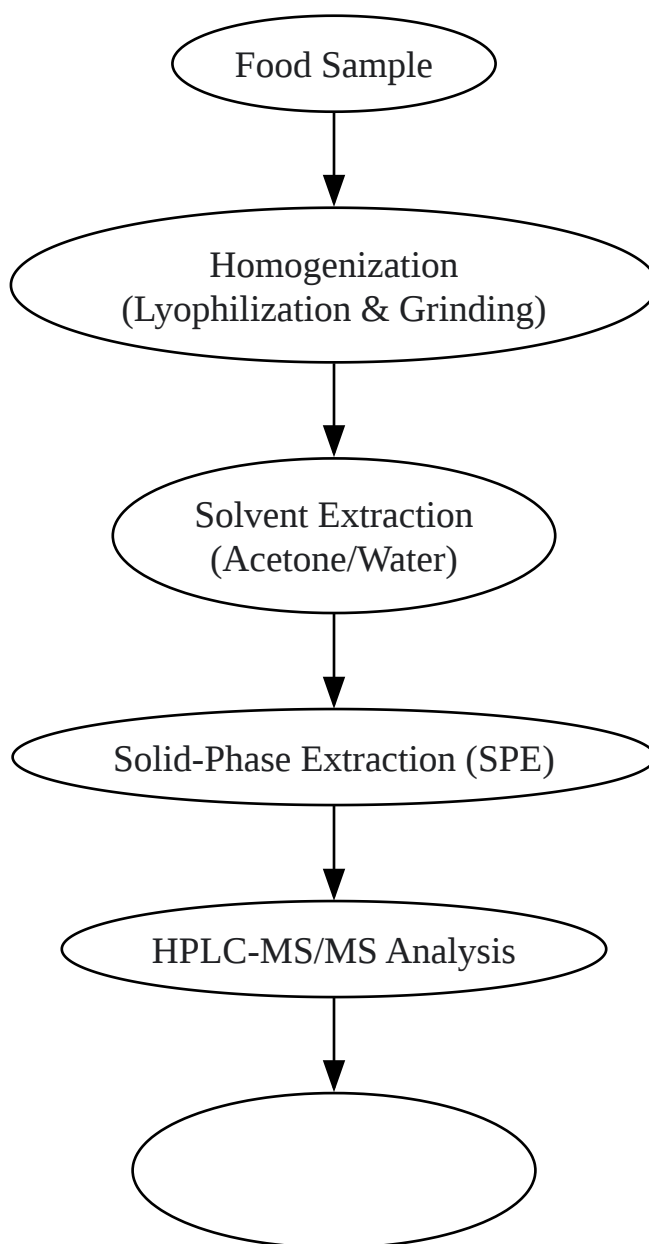 Food Sample
Homogenization
(Lyophilization & Grinding)
Solvent Extraction
(Acetone/Water)
Solid-Phase Extraction (SPE)
HPLC-MS/MS Analysis